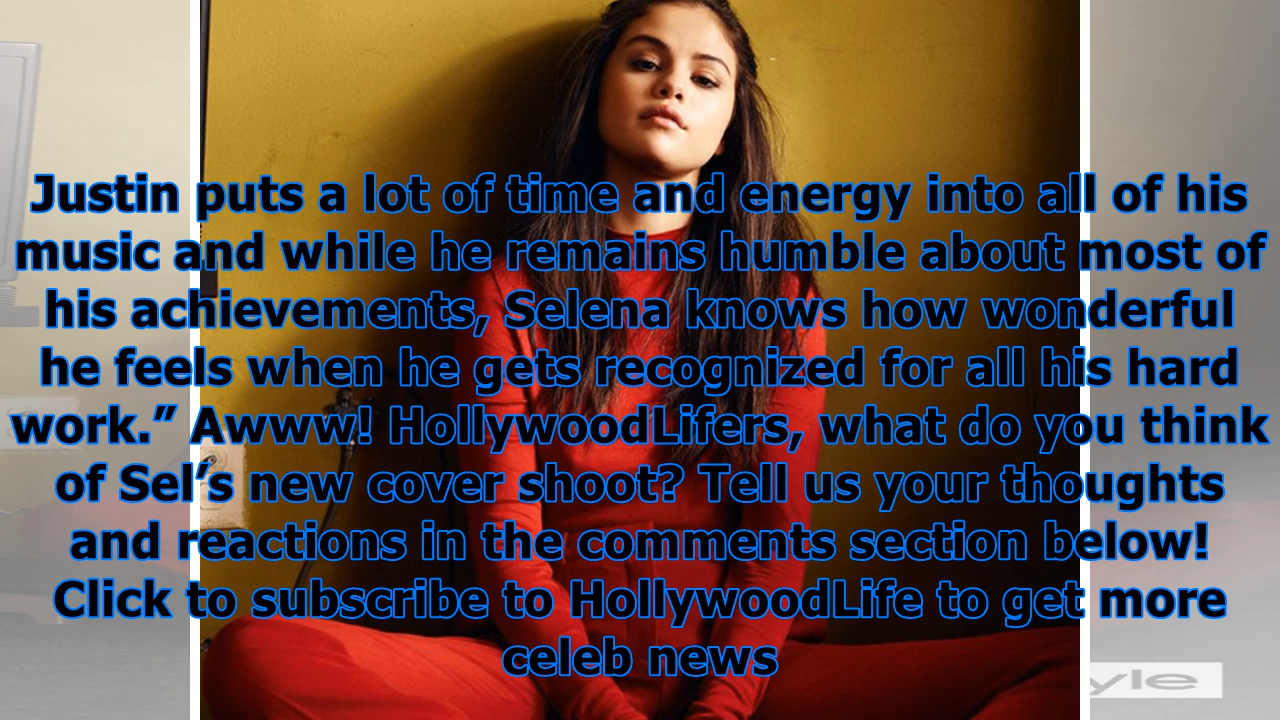 Justin puts a lot of time and energy into all of his
music and while he remains humble about most of
his achievements, Selena knows how wonderful
he feels when he gets recognized for all his hard
work.” Awww! HollywoodLifers, what do you think
of Sel’s new cover shoot? Tell us your thoughts
and reactions in the comments section below!
Click to subscribe to HollywoodLife to get more
celeb news
yle